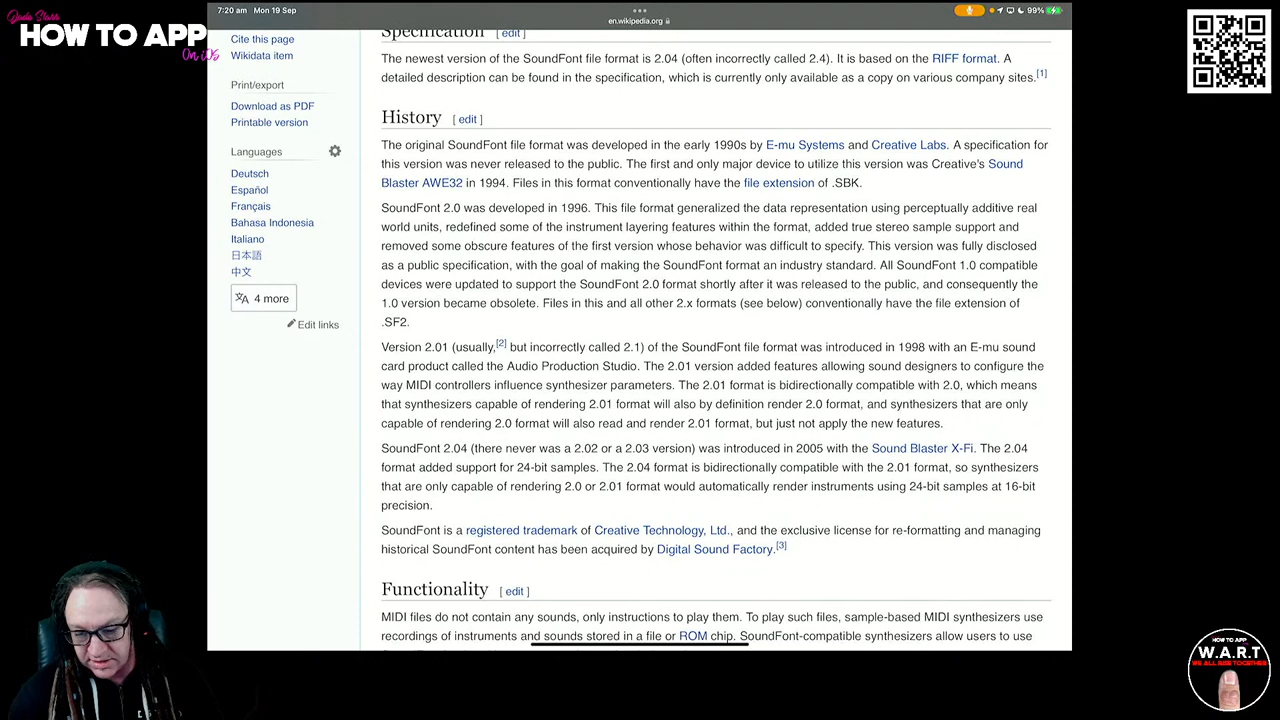 7:20 am Mon 19 Sep
en.wikipedia.org
99%
Jade Starr
HOW TO APP
On iOS
Cite this page
Wikidata item
Print/export
Download as PDF
Printable version
Languages
Deutsch
Español
Français
Bahasa Indonesia
Italiano
日本語
中文
4 more
Edit links
Specification [ edit ]
The newest version of the SoundFont file format is 2.04 (often incorrectly called 2.4). It is based on the RIFF format. A
detailed description can be found in the specification, which is currently only available as a copy on various company sites.[1]
History [ edit ]
The original SoundFont file format was developed in the early 1990s by E-mu Systems and Creative Labs. A specification for
this version was never released to the public. The first and only major device to utilize this version was Creative's Sound
Blaster AWE32 in 1994. Files in this format conventionally have the file extension of .SBK.
SoundFont 2.0 was developed in 1996. This file format generalized the data representation using perceptually additive real
world units, redefined some of the instrument layering features within the format, added true stereo sample support and
removed some obscure features of the first version whose behavior was difficult to specify. This version was fully disclosed
as a public specification, with the goal of making the SoundFont format an industry standard. All SoundFont 1.0 compatible
devices were updated to support the SoundFont 2.0 format shortly after it was released to the public, and consequently the
1.0 version became obsolete. Files in this and all other 2.x formats (see below) conventionally have the file extension of
.SF2.
Version 2.01 (usually,[2] but incorrectly called 2.1) of the SoundFont file format was introduced in 1998 with an E-mu sound
card product called the Audio Production Studio. The 2.01 version added features allowing sound designers to configure the
way MIDI controllers influence synthesizer parameters. The 2.01 format is bidirectionally compatible with 2.0, which means
that synthesizers capable of rendering 2.01 format will also by definition render 2.0 format, and synthesizers that are only
capable of rendering 2.0 format will also read and render 2.01 format, but just not apply the new features.
SoundFont 2.04 (there never was a 2.02 or a 2.03 version) was introduced in 2005 with the Sound Blaster X-Fi. The 2.04
format added support for 24-bit samples. The 2.04 format is bidirectionally compatible with the 2.01 format, so synthesizers
that are only capable of rendering 2.0 or 2.01 format would automatically render instruments using 24-bit samples at 16-bit
precision.
SoundFont is a registered trademark of Creative Technology, Ltd., and the exclusive license for re-formatting and managing
historical SoundFont content has been acquired by Digital Sound Factory.[3]
Functionality [ edit ]
MIDI files do not contain any sounds, only instructions to play them. To play such files, sample-based MIDI synthesizers use
recordings of instruments and sounds stored in a file or ROM chip. SoundFont-compatible synthesizers allow users to use
HOW TO APP
W.A.R.T
WE ALL RISE TOGETHER